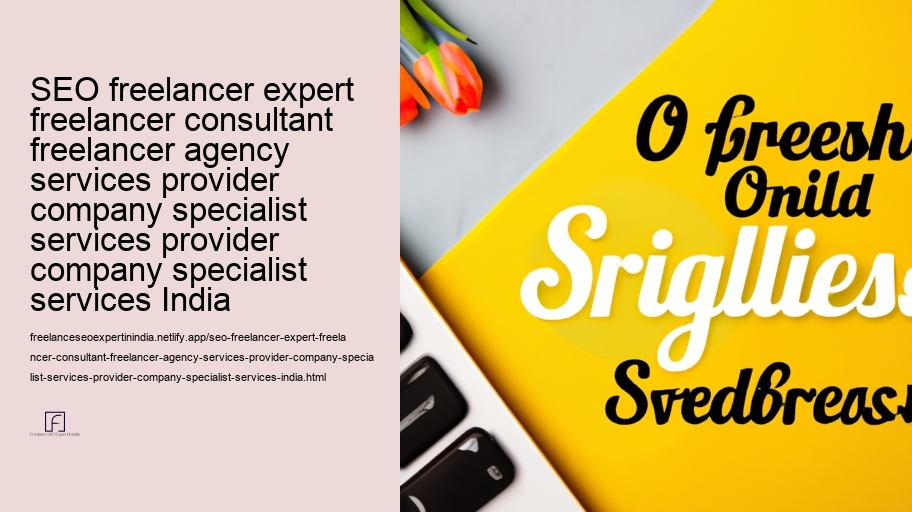 SEO freelancer expert
freelancer consultant
freelancer agency
services provider
company specialist
services provider
company specialist
services India
freelanceseoexpertinindia.netlify.app/seo-freelancer-expert-freela
ncer-consultant-freelancer-agency-services-provider-company-specia
list-services-provider-company-specialist-services-india.html
O freesh
Onild
Srigllies
Svedbreas